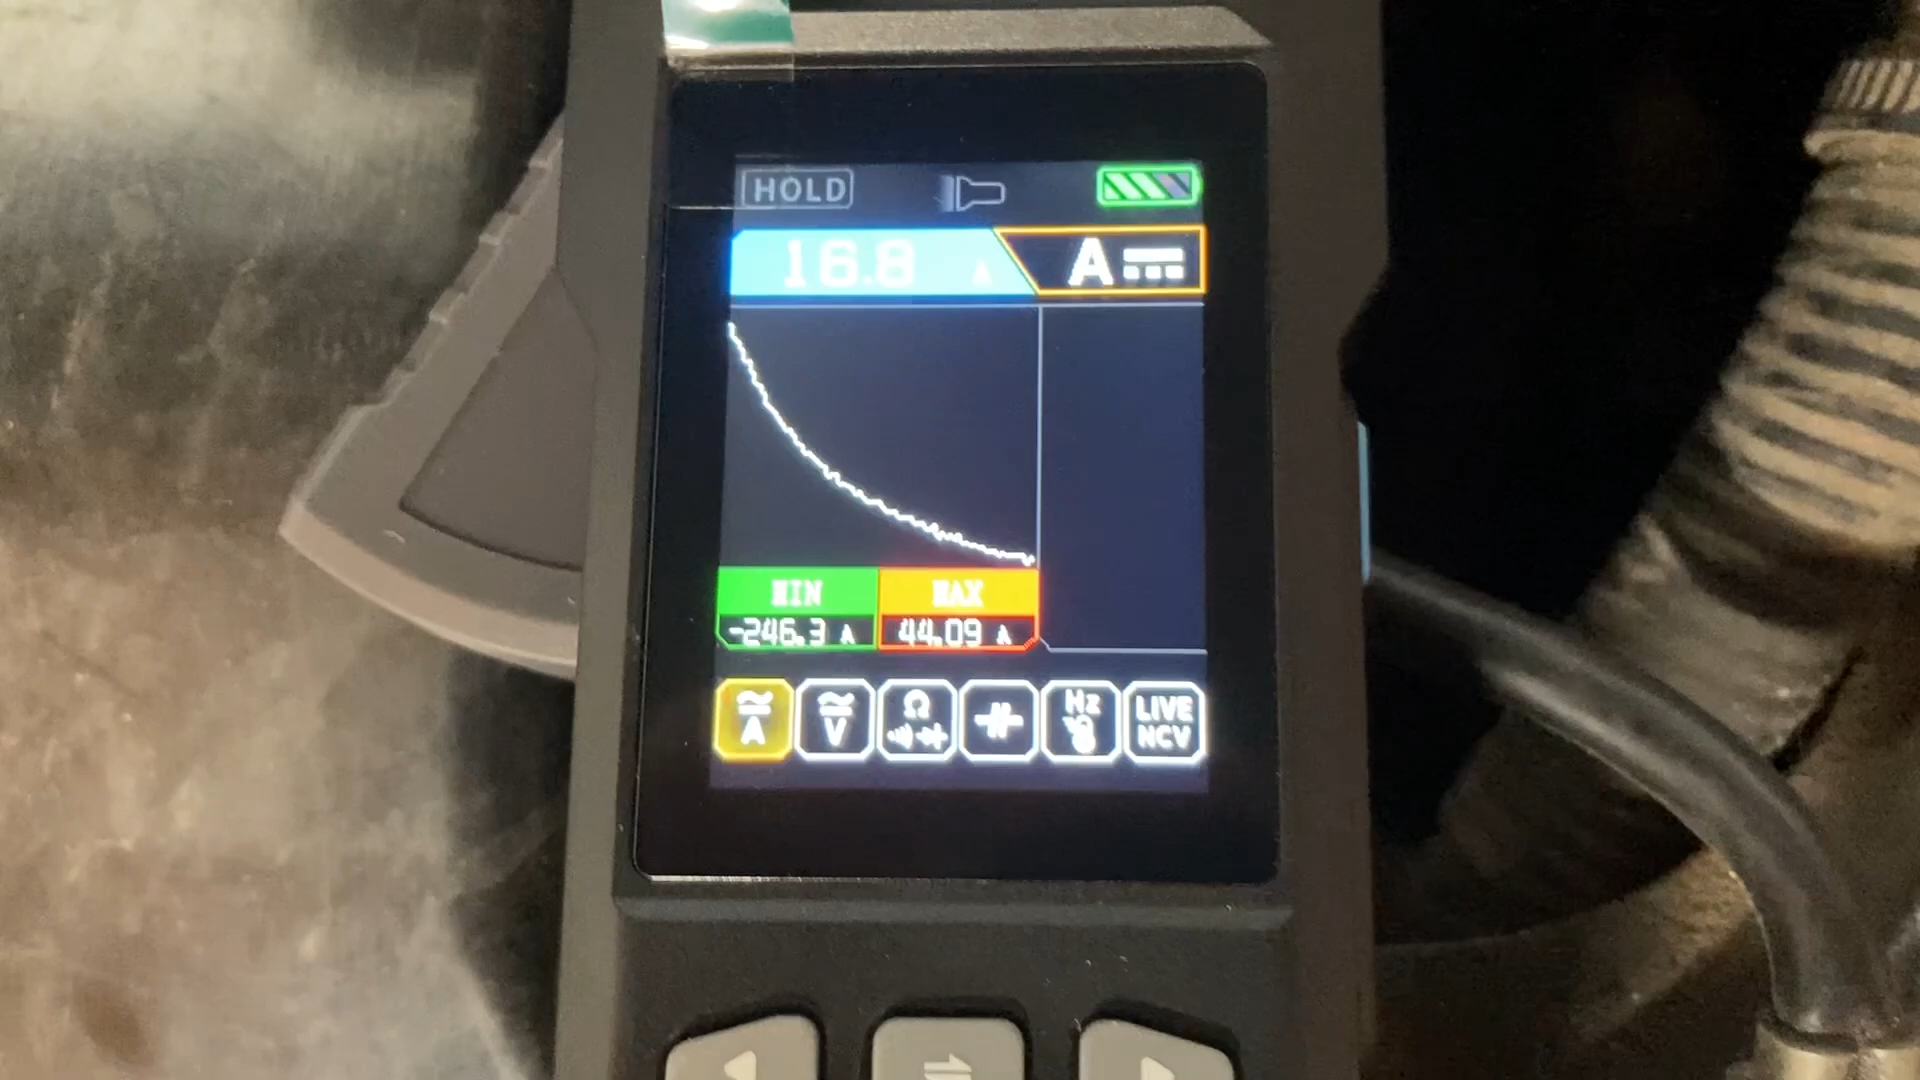 HOLD
16.8 A A
MIN MAX
-246.3 A 44.09 A
A V Ω Hz LIVE
NCV